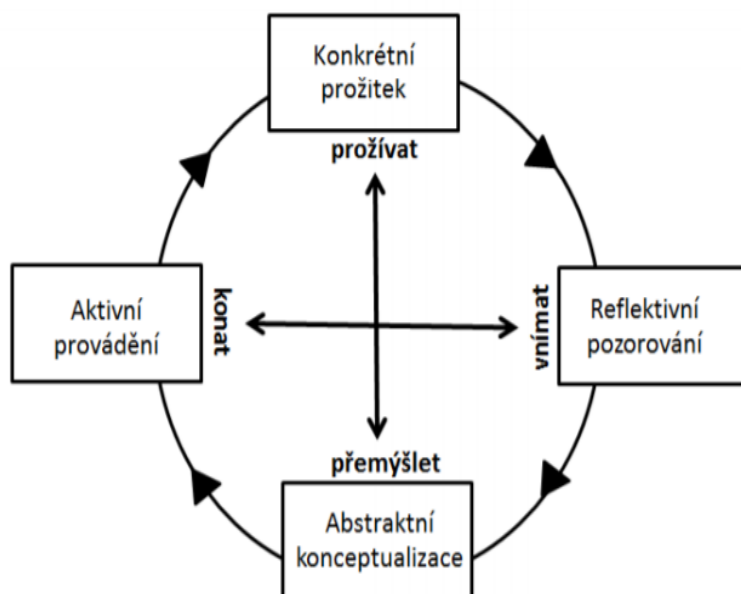 Konkrétní
prožitek
prožívat
Aktivní
provádění
konat
vnímat
Reflektivní
pozorování
přemýšlet
Abstraktní
konceptualizace